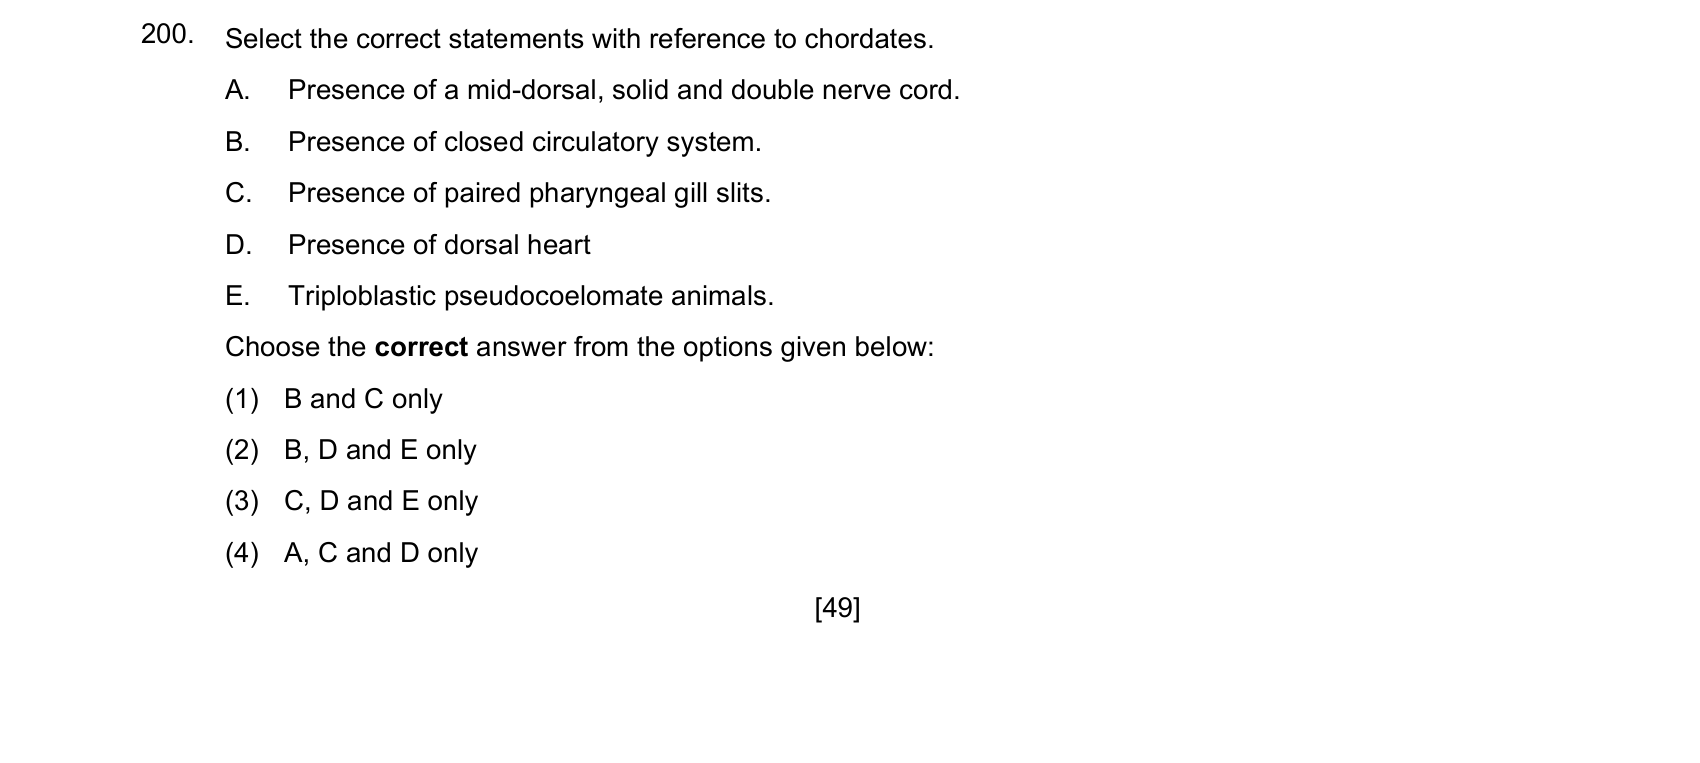 200. Select the correct statements with reference to chordates.
A. Presence of a mid-dorsal, solid and double nerve cord.
B. Presence of closed circulatory system.
C. Presence of paired pharyngeal gill slits.
D. Presence of dorsal heart
E. Triploblastic pseudocoelomate animals.
Choose the correct answer from the options given below:
(1) B and C only
(2) B, D and E only
(3) C, D and E only
(4) A, C and D only
[49]